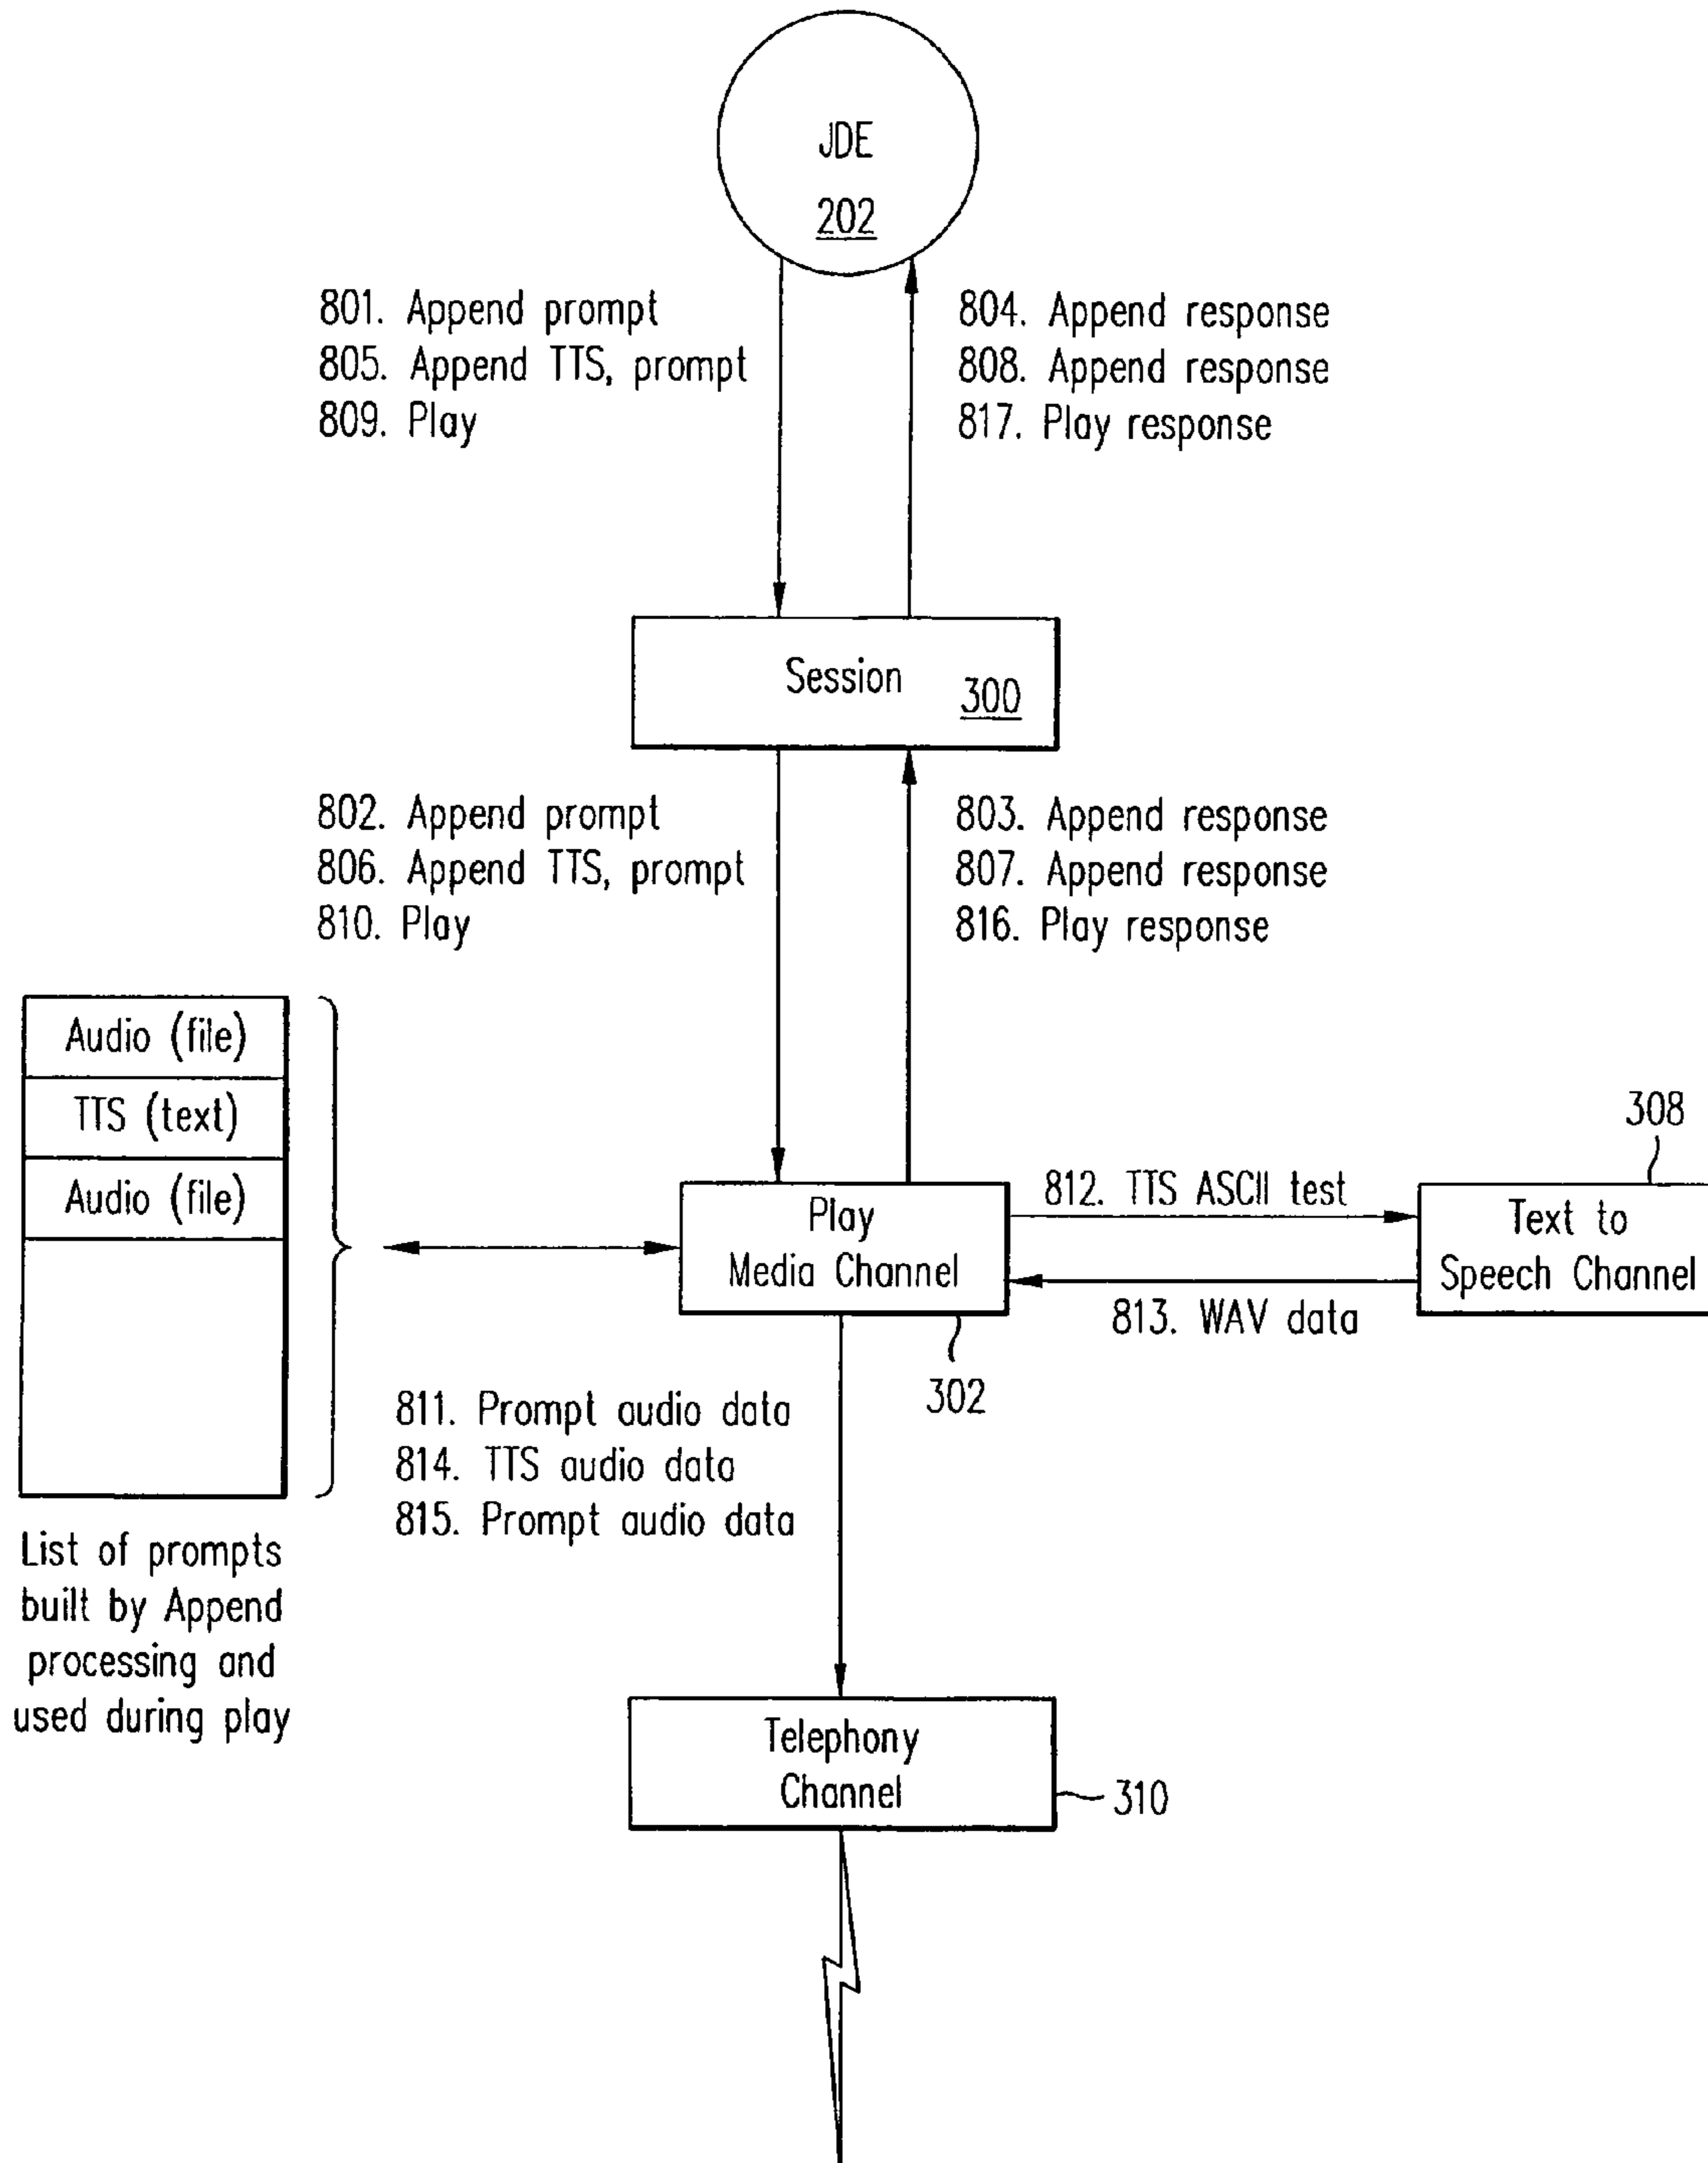 JDE
202
801. Append prompt
805. Append TTS, prompt
809. Play
804. Append response
808. Append response
817. Play response
Session
300
802. Append prompt
806. Append TTS, prompt
810. Play
803. Append response
807. Append response
816. Play response
Audio (file)
TTS (text)
Audio (file)
List of prompts
built by Append
processing and
used during play
Play
Media Channel
302
812. TTS ASCII test
813. WAV data
308
Text to
Speech Channel
811. Prompt audio data
814. TTS audio data
815. Prompt audio data
Telephony
Channel
310